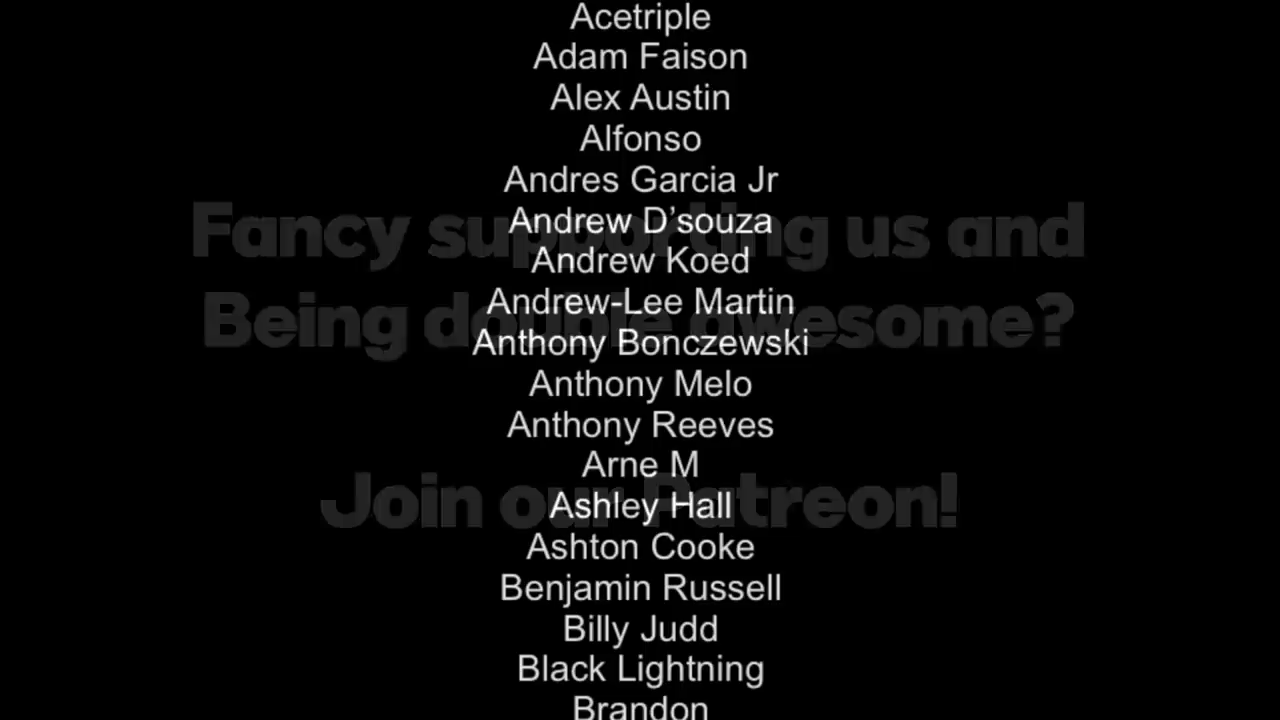 Acetriple
Adam Faison
Alex Austin
Alfonso
Andres Garcia Jr
Andrew D’souza
Andrew Koed
Andrew-Lee Martin
Anthony Bonczewski
Anthony Melo
Anthony Reeves
Arne M
Ashley Hall
Ashton Cooke
Benjamin Russell
Billy Judd
Black Lightning
Brandon
Fancy supporting us and
Being double awesome?
Join our Patreon!